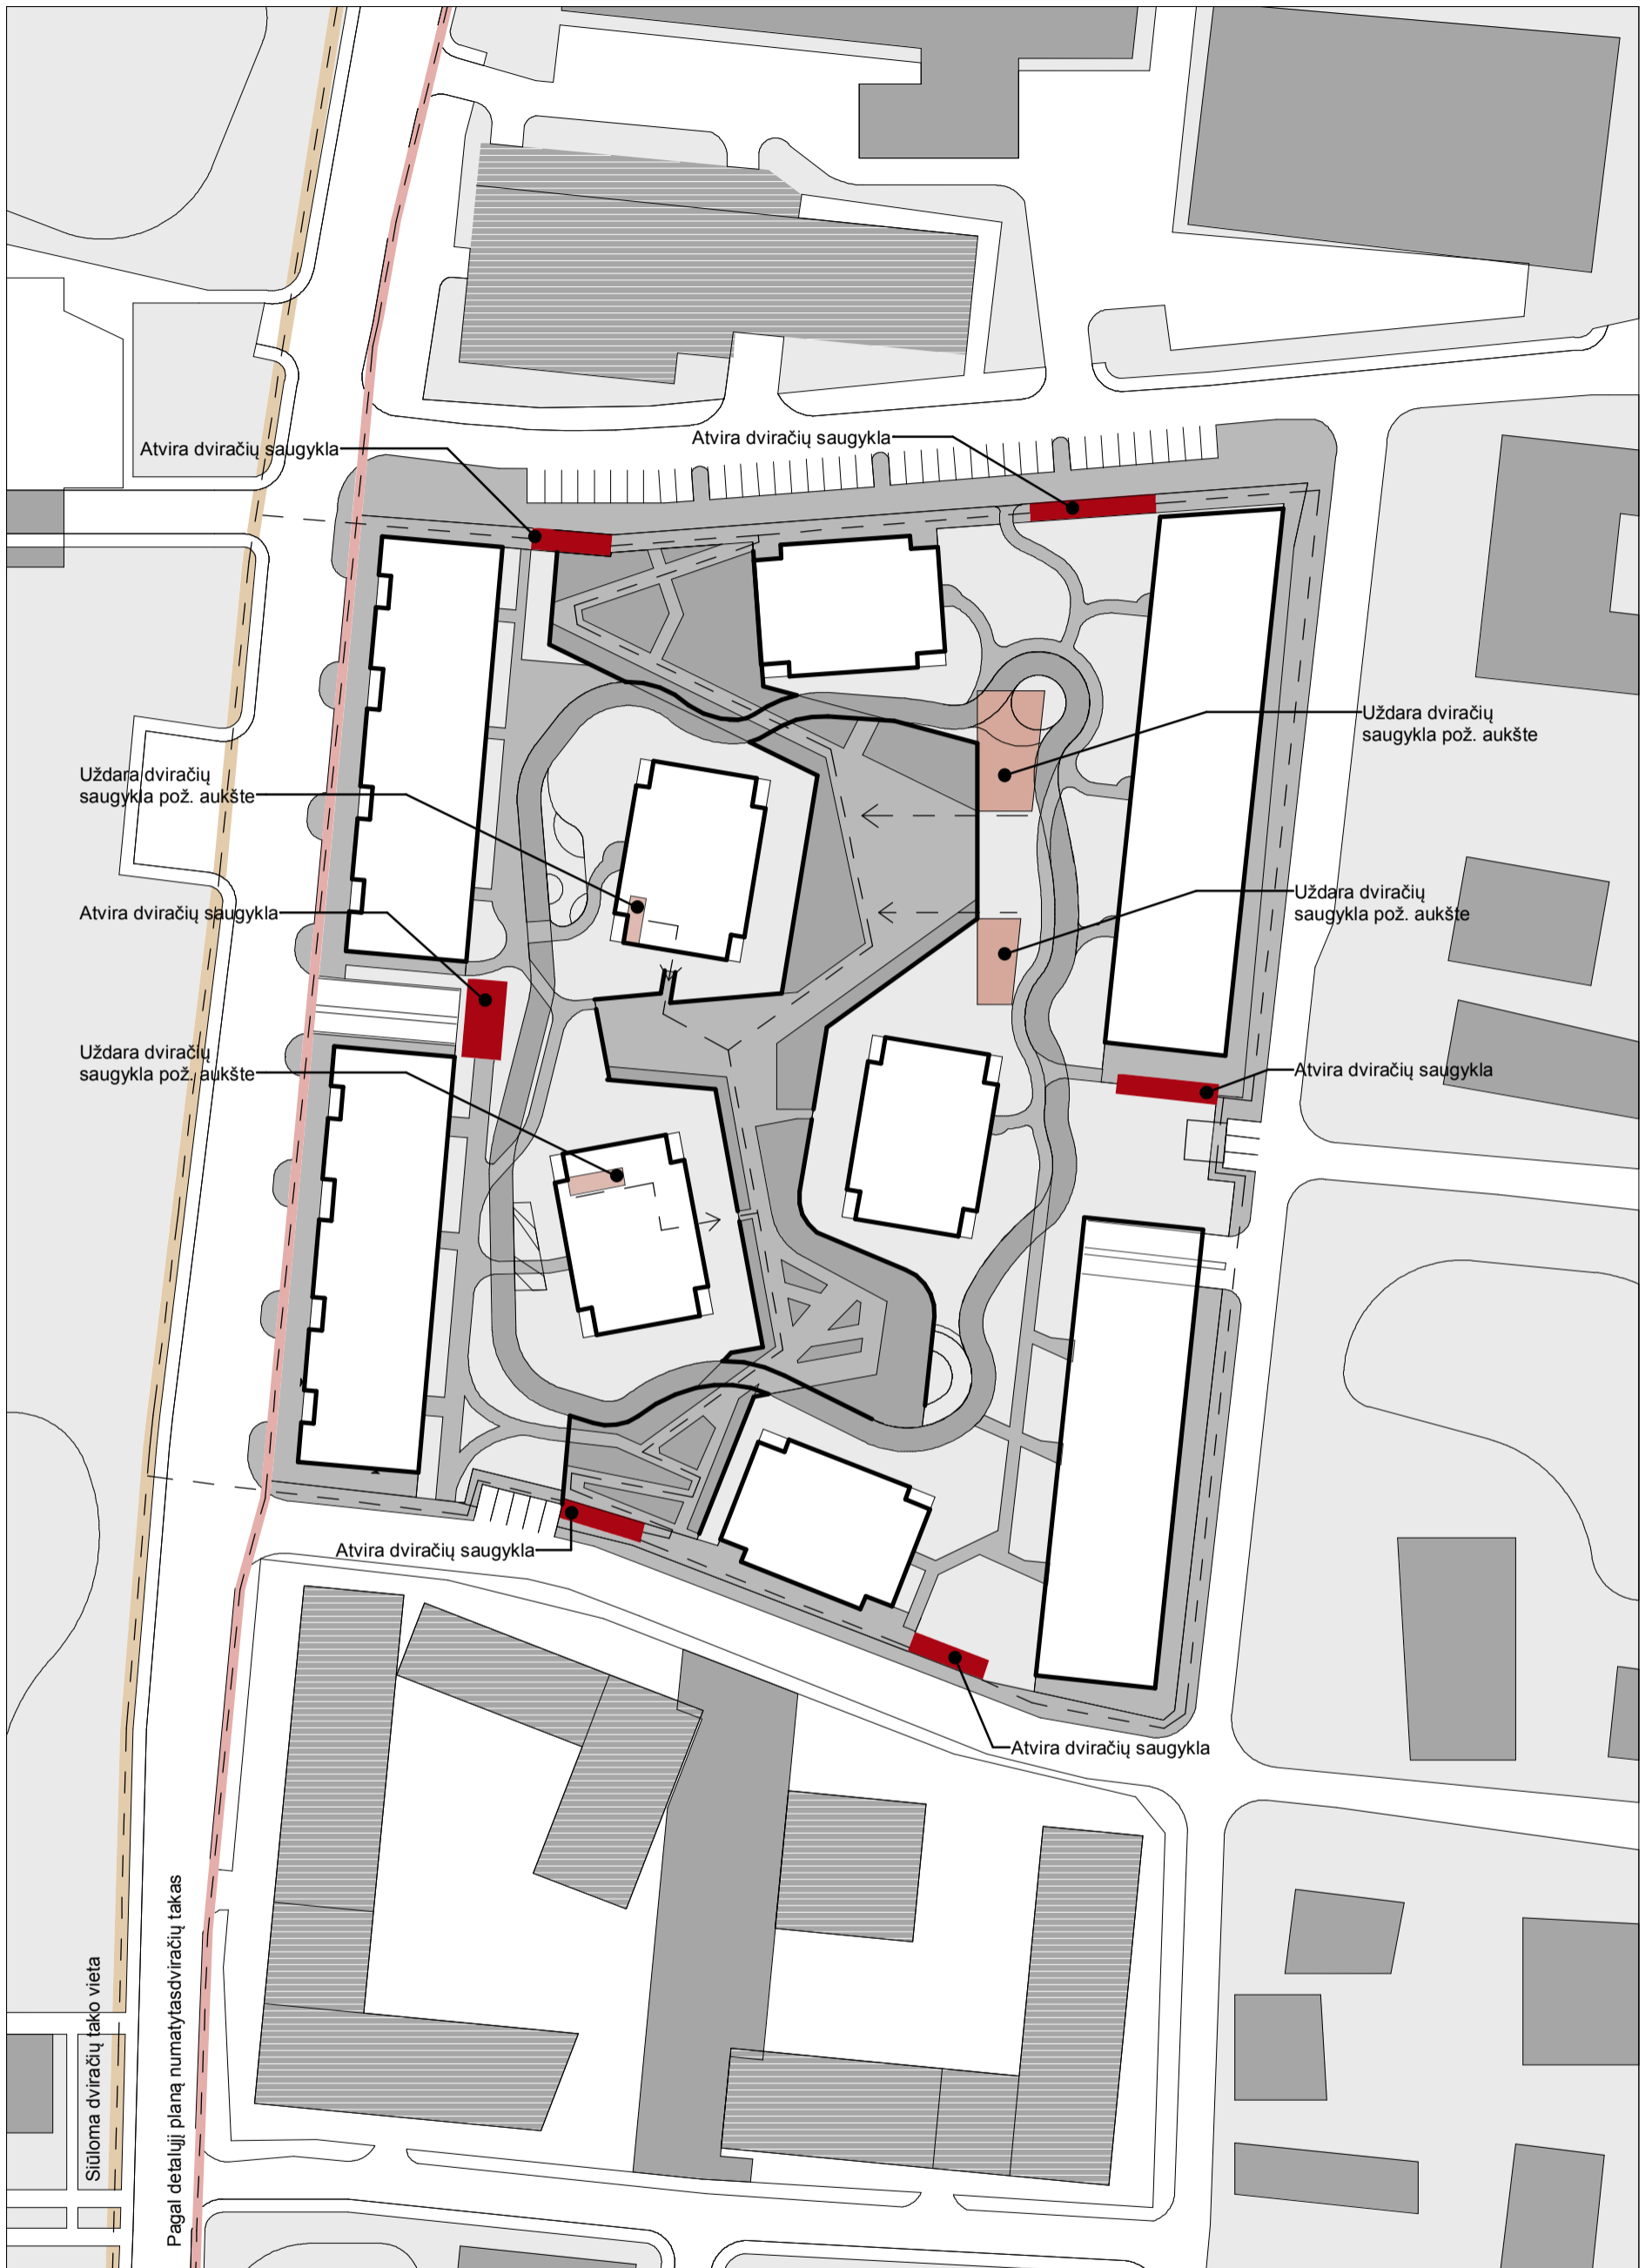 Atvira dviračių saugykla
Atvira dviračių saugykla
Uždara dviračių
saugykla pož. aukšte
Uždara dviračių
saugykla pož. aukšte
Uždara dviračių
saugykla pož. aukšte
Atvira dviračių saugykla
Uždara dviračių
saugykla pož. aukšte
Atvira dviračių saugykla
Atvira dviračių saugykla
Atvira dviračių saugykla
Siūloma dviračių tako vieta
Pagal detalųjį planą numatytasdviračių takas